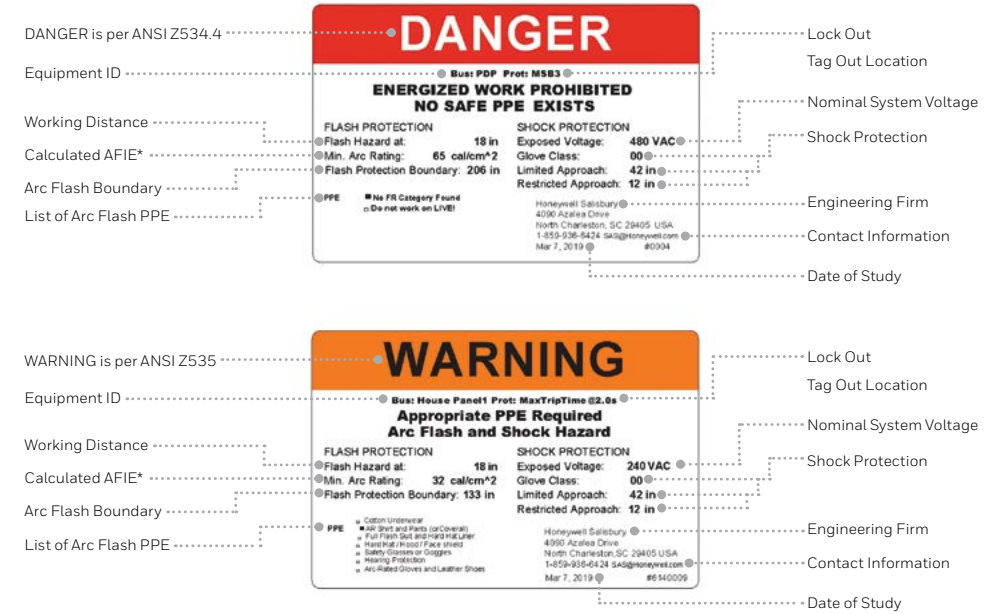 DANGER is per ANSI Z534.4
Equipment ID
Working Distance
Calculated AFIE*
Arc Flash Boundary
List of Arc Flash PPE
DANGER
Bus: PDP Prot: MSB3
ENERGIZED WORK PROHIBITED
NO SAFE PPE EXISTS
FLASH PROTECTION
Flash Hazard at: 18 in
Min. Arc Rating: 65 cal/cm^2
Flash Protection Boundary: 206 in
PPE
No FR Category Found
Do not work on LIVE!
SHOCK PROTECTION
Exposed Voltage: 480 VAC
Glove Class: 00
Limited Approach: 42 in
Restricted Approach: 12 in
Honeywell Salisbury
4090 Azalea Drive
North Charleston, SC 29405 USA
1-859-936-6424 SAS@Honeywell.com
Mar 7, 2019 #0004
Lock Out
Tag Out Location
Nominal System Voltage
Shock Protection
Engineering Firm
Contact Information
Date of Study
WARNING is per ANSI Z535
Equipment ID
Working Distance
Calculated AFIE*
Arc Flash Boundary
List of Arc Flash PPE
WARNING
Bus: House Panel1 Prot: MaxTripTime @2.0s
Appropriate PPE Required
Arc Flash and Shock Hazard
FLASH PROTECTION
Flash Hazard at: 18 in
Min. Arc Rating: 32 cal/cm^2
Flash Protection Boundary: 133 in
PPE
Cotton Underwear
AR Shirt and Pants (or Coverall)
Full Flash Suit and Hard Hat Liner
Hard Hat / Hood / Face shield
Safety Glasses or Goggles
Hearing Protection
Arc-Rated Gloves and Leather Shoes
SHOCK PROTECTION
Exposed Voltage: 240 VAC
Glove Class: 00
Limited Approach: 42 in
Restricted Approach: 12 in
Honeywell Salisbury
4090 Azalea Drive
North Charleston, SC 29405 USA
1-859-936-6424 SAS@Honeywell.com
Mar 7, 2019 #6140009
Lock Out
Tag Out Location
Nominal System Voltage
Shock Protection
Engineering Firm
Contact Information
Date of Study